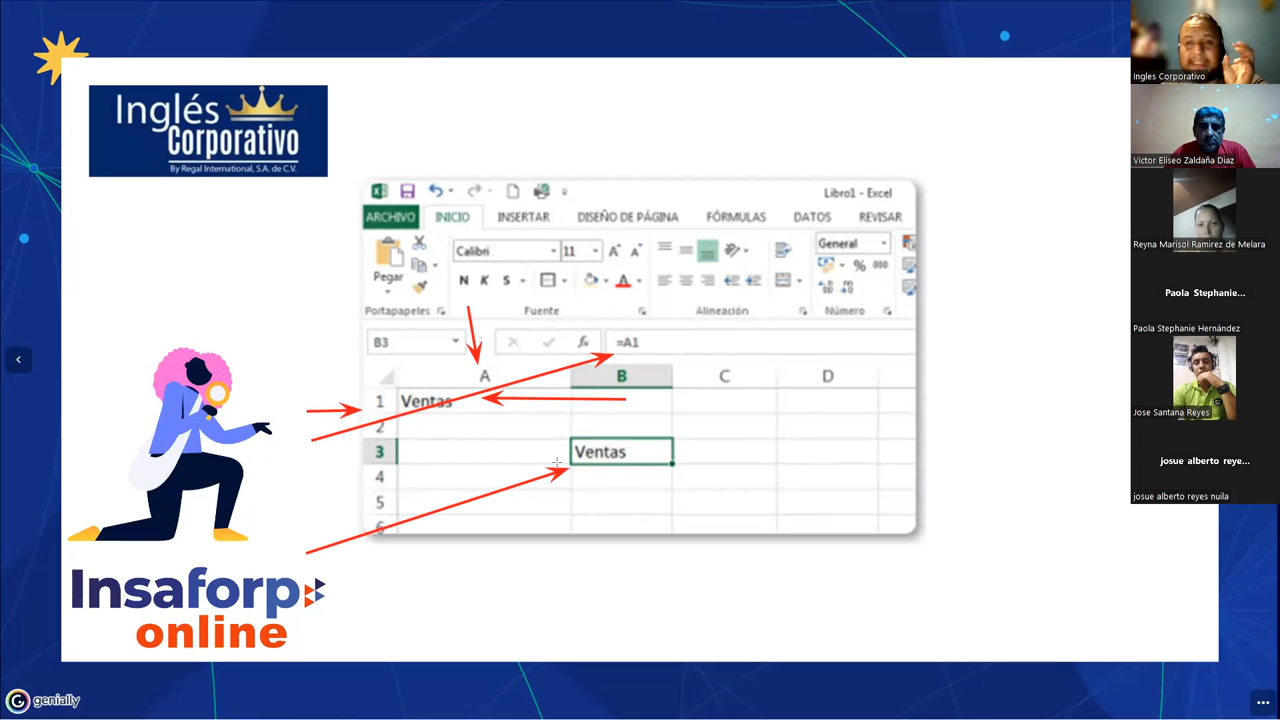 Inglés
Corporativo
By Regal International, S.A. de C.V.
Libro1 - Excel
ARCHIVO INICIO INSERTAR DISEÑO DE PÁGINA FÓRMULAS DATOS REVISAR
Calibri 11 General
Pegar N K S A % 000
Portapapeles Fuente Alineación Número
B3 fx =A1
A B C D
1 Ventas
2
3 Ventas
4
5
6
Insaforp
online
genially
Ingles Corporativo
Victor Eliseo Zaldaña Diaz
Reyna Marisol Ramirez de Melara
Paola Stephanie...
Paola Stephanie Hernández
Jose Santana Reyes
josue alberto reye...
josue alberto reyes nuila